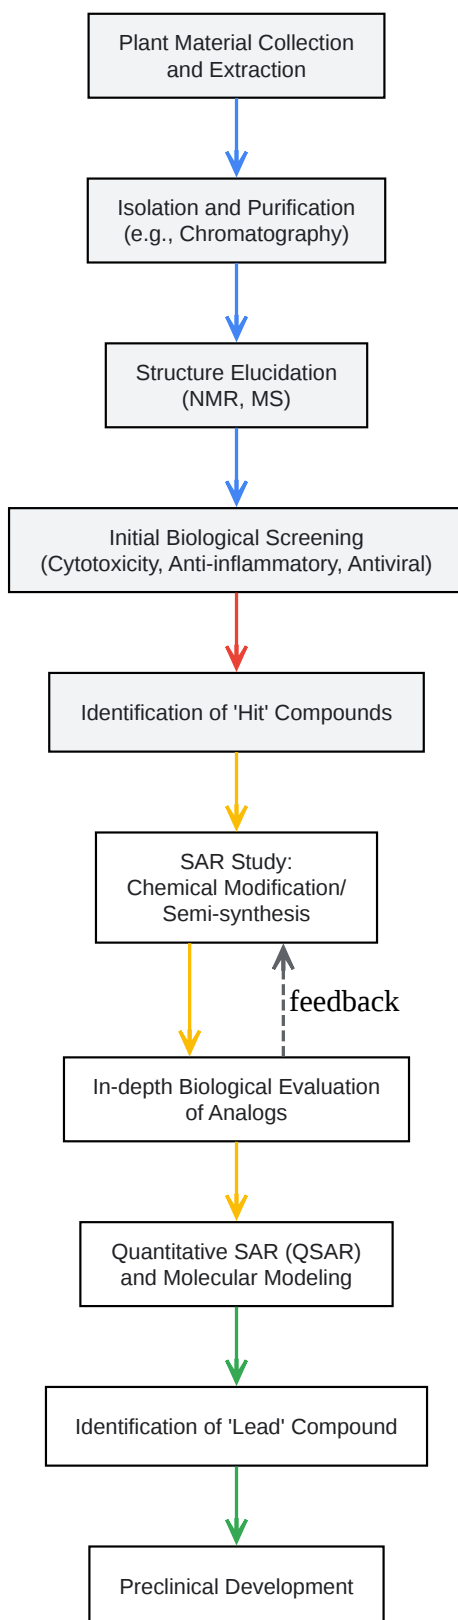 Plant Material Collection
and Extraction
Isolation and Purification
(e.g., Chromatography)
Structure Elucidation
(NMR, MS)
Initial Biological Screening
(Cytotoxicity, Anti-inflammatory, Antiviral)
Identification of 'Hit' Compounds
SAR Study:
Chemical Modification/
Semi-synthesis
feedback
In-depth Biological Evaluation
of Analogs
Quantitative SAR (QSAR)
and Molecular Modeling
Identification of 'Lead' Compound
Preclinical Development